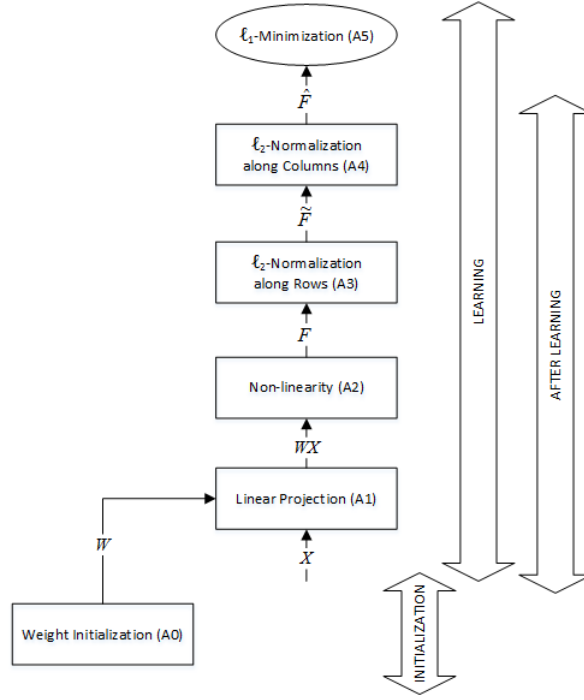 ℓ₁-Minimization (A5)
F̂
ℓ₂-Normalization
along Columns (A4)
F̃
ℓ₂-Normalization
along Rows (A3)
F
Non-linearity (A2)
WX
Linear Projection (A1)
W
X
Weight Initialization (A0)
LEARNING
AFTER LEARNING
INITIALIZATION